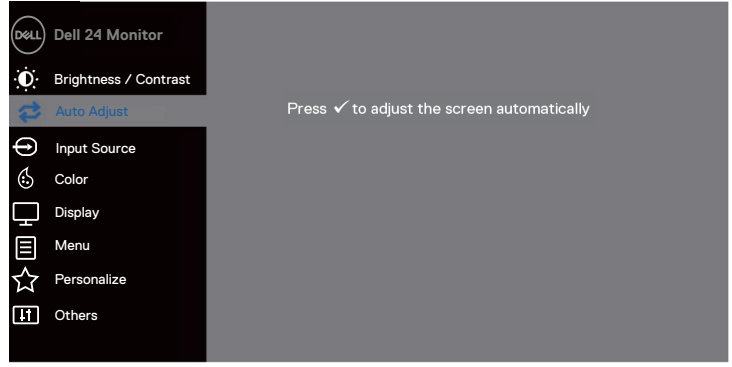 DELL Dell 24 Monitor
Brightness / Contrast
Auto Adjust
Press ✓ to adjust the screen automatically
Input Source
Color
Display
Menu
Personalize
Others